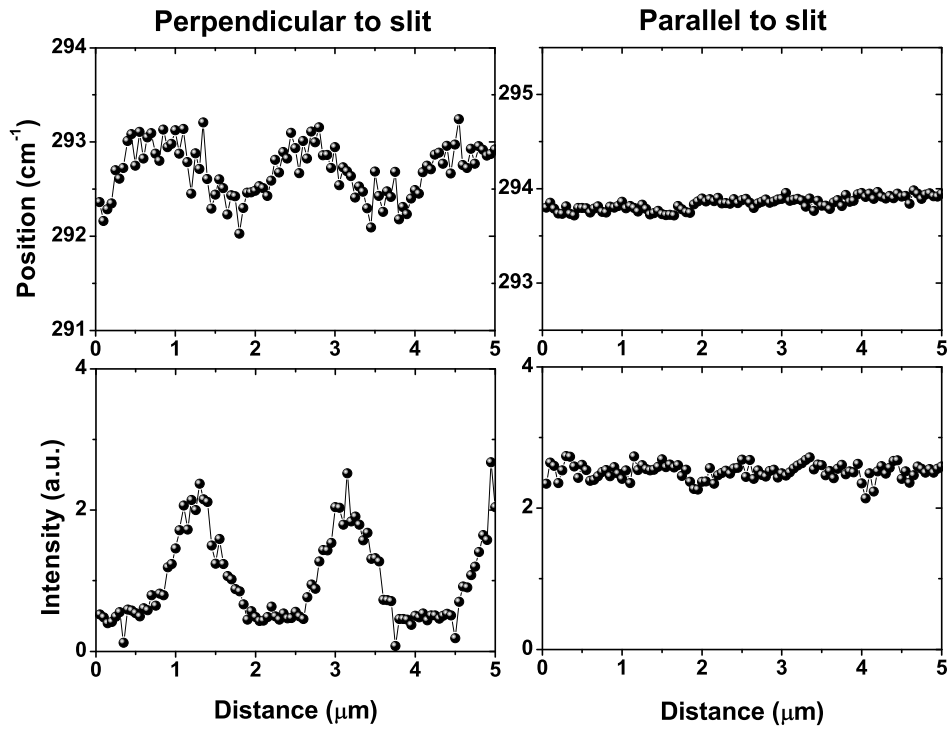 Perpendicular to slit
Parallel to slit
Position (cm⁻¹)
294
293
292
291
0 1 2 3 4 5
295
294
293
0 1 2 3 4 5
Intensity (a.u.)
4
2
0
0 1 2 3 4 5
Distance (μm)
4
2
0
0 1 2 3 4 5
Distance (μm)